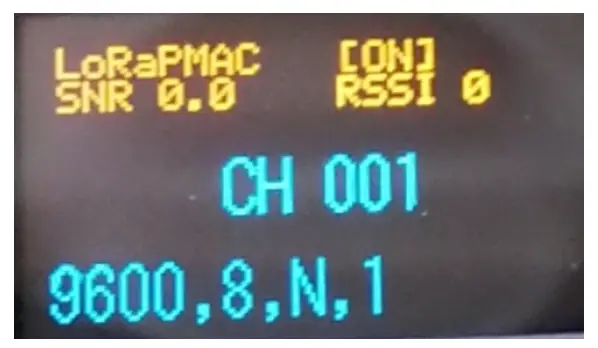 LoRaPMAC [ON]
SNR 0.0 RSSI 0
CH 001
9600,8,N,1